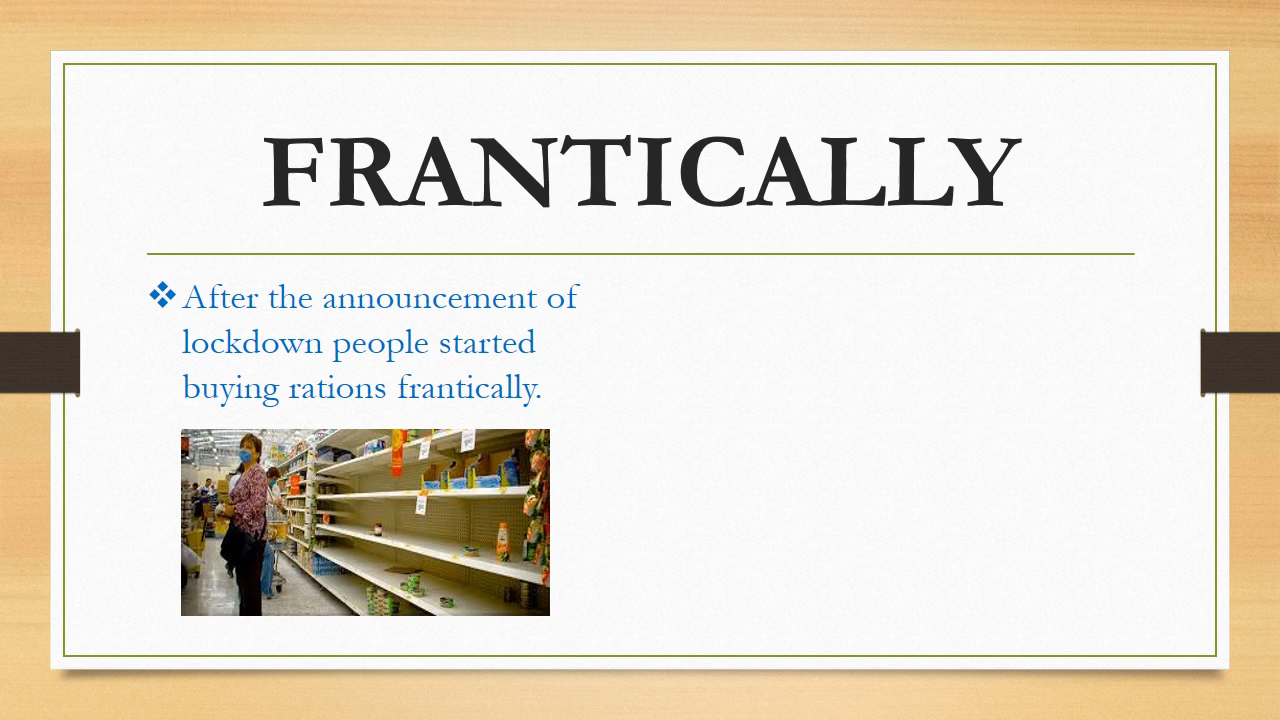 FRANTICALLY
❖After the announcement of
lockdown people started
buying rations frantically.